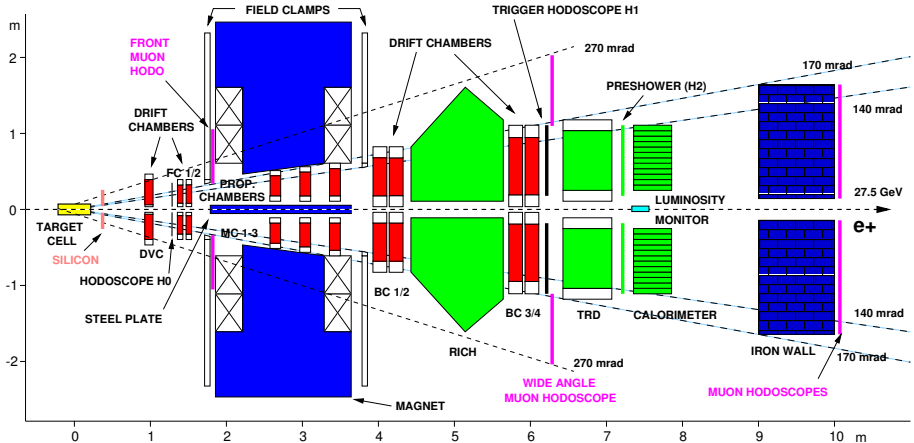 m
FIELD CLAMPS
TRIGGER HODOSCOPE H1
2
FRONT
MUON
HODO
DRIFT CHAMBERS
270 mrad
170 mrad
PRESHOWER (H2)
140 mrad
1
DRIFT
CHAMBERS
FC 1/2
PROP.
CHAMBERS
27.5 GeV
LUMINOSITY
MONITOR
0
e+
TARGET
CELL
SILICON
DVC
MC 1-3
HODOSCOPE H0
STEEL PLATE
BC 1/2
BC 3/4
TRD
CALORIMETER
-1
140 mrad
RICH
IRON WALL
170 mrad
270 mrad
-2
WIDE ANGLE
MUON HODOSCOPE
MUON HODOSCOPES
MAGNET
0 1 2 3 4 5 6 7 8 9 10 m